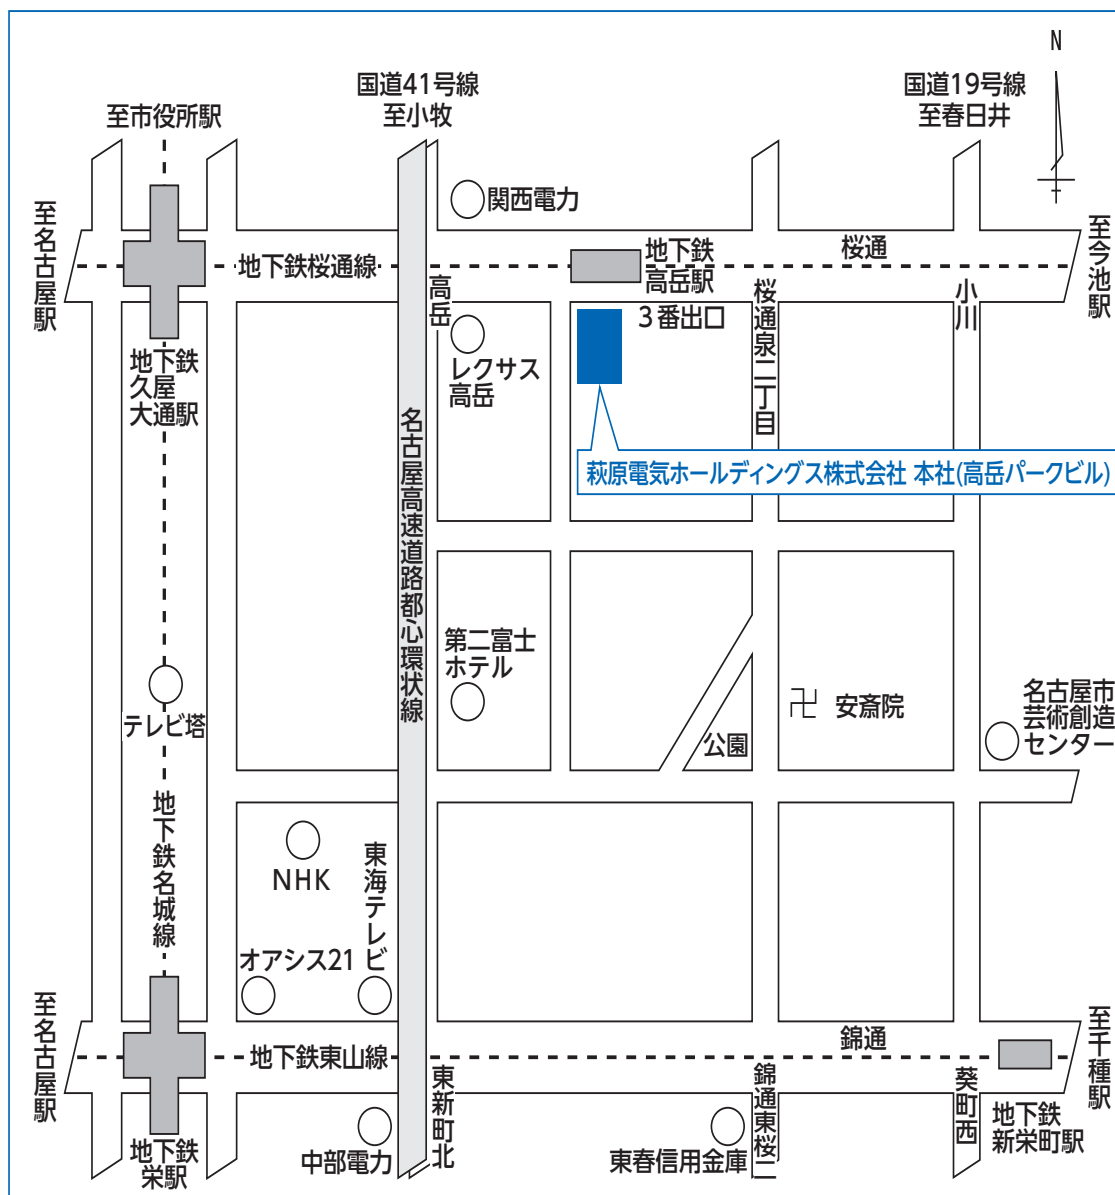 N
国道41号線
至小牧
国道19号線
至春日井
至市役所駅
関西電力
至名古屋駅
地下鉄桜通線
地下鉄
高岳駅
桜通
至今池駅
高岳
3番出口
桜通泉二丁目
小川
地下鉄
久屋
大通駅
レクサス
高岳
名古屋高速道路都心環状線
萩原電気ホールディングス株式会社 本社(高岳パークビル)
第二富士
ホテル
テレビ塔
公園
卍 安斎院
名古屋市
芸術創造
センター
地下鉄名城線
NHK
東海テレビ
オアシス21
至名古屋駅
地下鉄東山線
錦通
至千種駅
東新町北
錦通東桜二
葵町西
地下鉄
新栄町駅
地下鉄
栄駅
中部電力
東春信用金庫